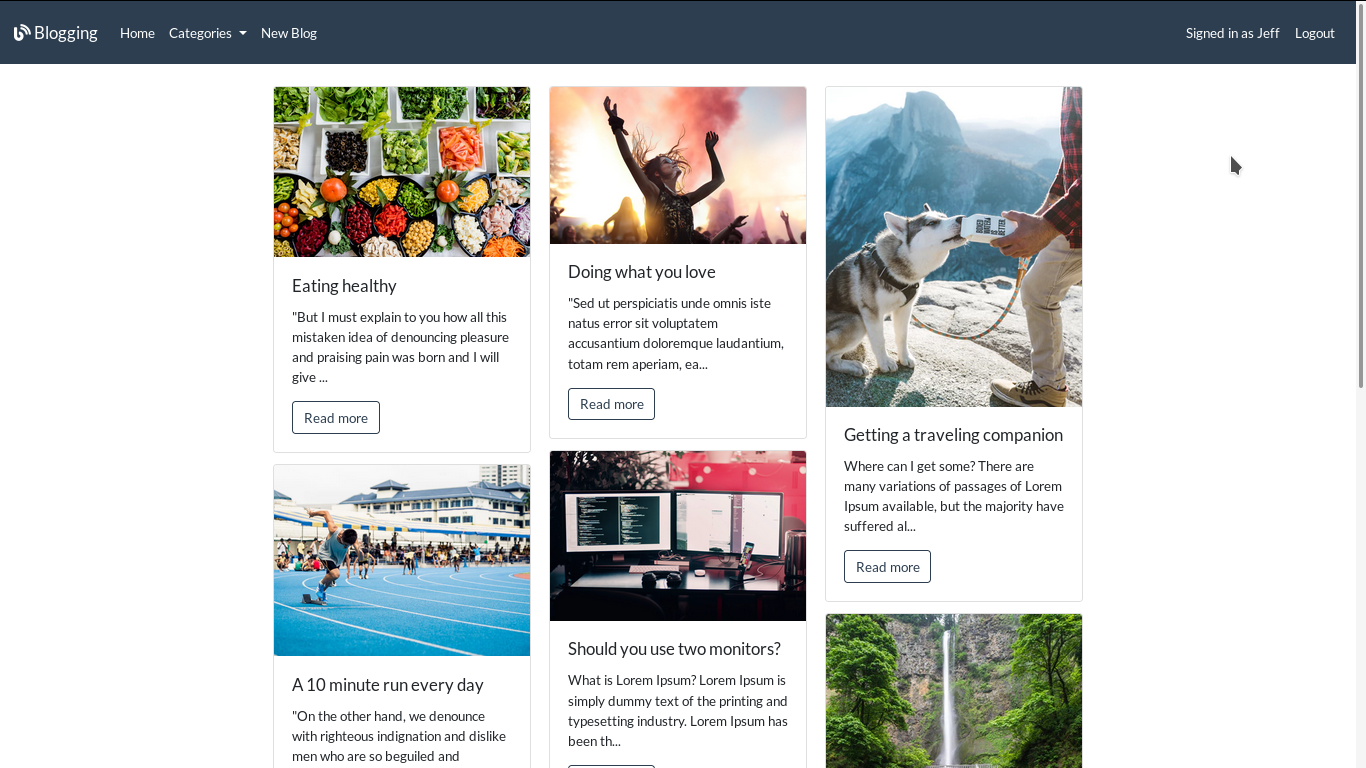 Blogging Home Categories New Blog Signed in as Jeff Logout
Eating healthy
"But I must explain to you how all this
mistaken idea of denouncing pleasure
and praising pain was born and I will
give ...
Read more
A 10 minute run every day
"On the other hand, we denounce
with righteous indignation and dislike
men who are so beguiled and
Doing what you love
"Sed ut perspiciatis unde omnis iste
natus error sit voluptatem
accusantium doloremque laudantium,
totam rem aperiam, ea...
Read more
Should you use two monitors?
What is Lorem Ipsum? Lorem Ipsum is
simply dummy text of the printing and
typesetting industry. Lorem Ipsum has
been th...
BOXED
WATER
IS
BETTER
Getting a traveling companion
Where can I get some? There are
many variations of passages of Lorem
Ipsum available, but the majority have
suffered al...
Read more